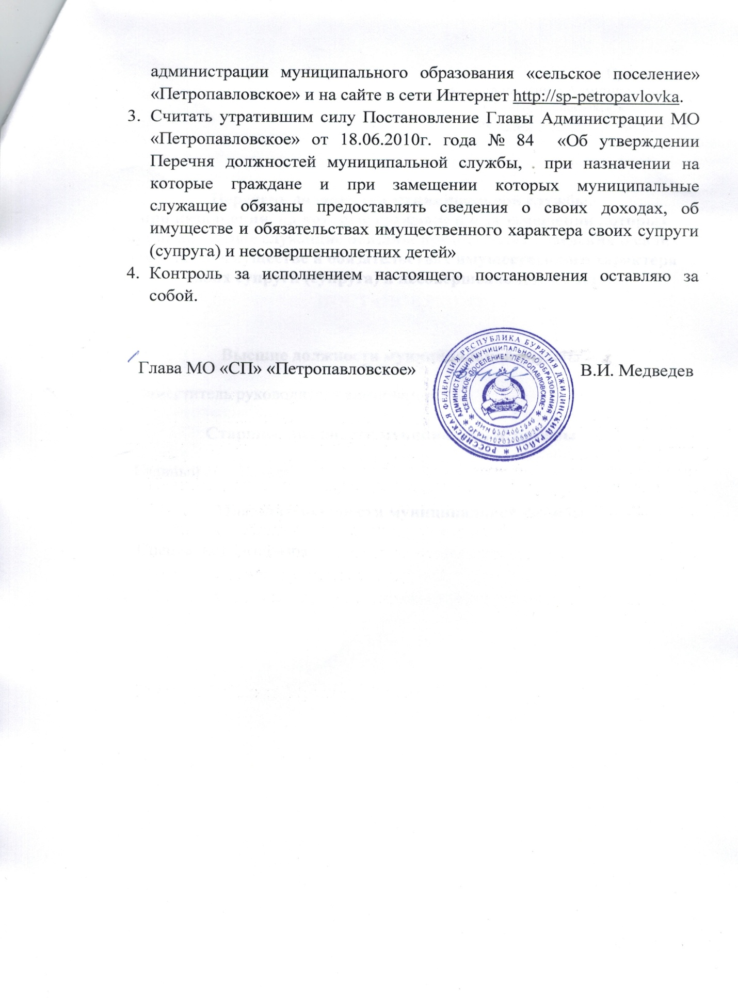 администрации муниципального образования «сельское поселение»
«Петропавловское» и на сайте в сети Интернет http://sp-petropavlovka.
3. Считать утратившим силу Постановление Главы Администрации МО
«Петропавловское» от 18.06.2010г. года № 84 «Об утверждении
Перечня должностей муниципальной службы, . при назначении на
которые граждане и при замещении которых муниципальные
служащие обязаны предоставлять сведения о своих доходах, об
имуществе и обязательствах имущественного характера своих супруги
(супруга) и несовершеннолетних детей»
4. Контроль за исполнением настоящего постановления оставляю за
собой.
Глава МО «СП» «Петропавловское» В.И. Медведев
РОССИЙСКАЯ ФЕДЕРАЦИЯ РЕСПУБЛИКА БУРЯТИЯ ДЖИДИНСКИЙ РАЙОН
АДМИНИСТРАЦИЯ МУНИЦИПАЛЬНОГО ОБРАЗОВАНИЯ
"СЕЛЬСКОЕ ПОСЕЛЕНИЕ" "ПЕТРОПАВЛОВСКОЕ"
ИНН
ОГРН